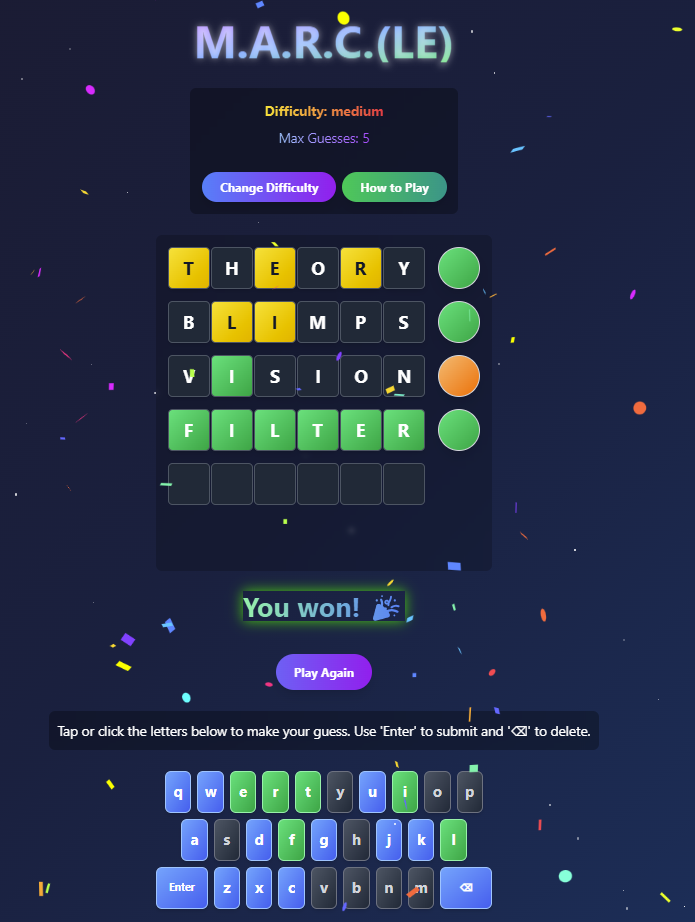 M.A.R.C.(LE)
Difficulty: medium
Max Guesses: 5
Change Difficulty How to Play
T H E O R Y
B L I M P S
V I S I O N
F I L T E R
You won! 🎉
Play Again
Tap or click the letters below to make your guess. Use 'Enter' to submit and '⌫' to delete.
q w e r t y u i o p
a s d f g h j k l
Enter z x c v b n m ⌫